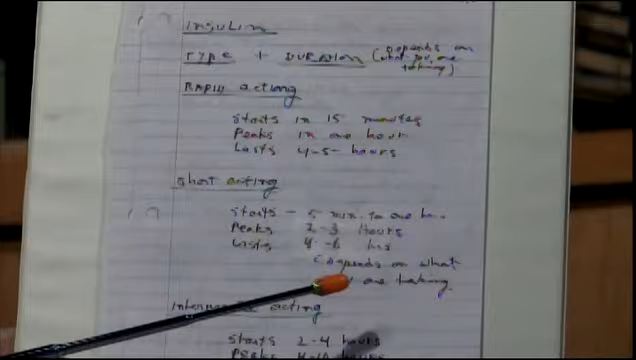 Insulin
Type + Duration (depends on
what you are
taking)
Rapid acting
Starts in 15 minutes
Peaks in one hour
Lasts 4-5- hours
Short acting
Starts - 5 min to one
Peaks 2-3 Hours
Lasts 4-6 hrs
(Depends on what
are taking.
acting
Starts 2-4 hours
Peaks hours